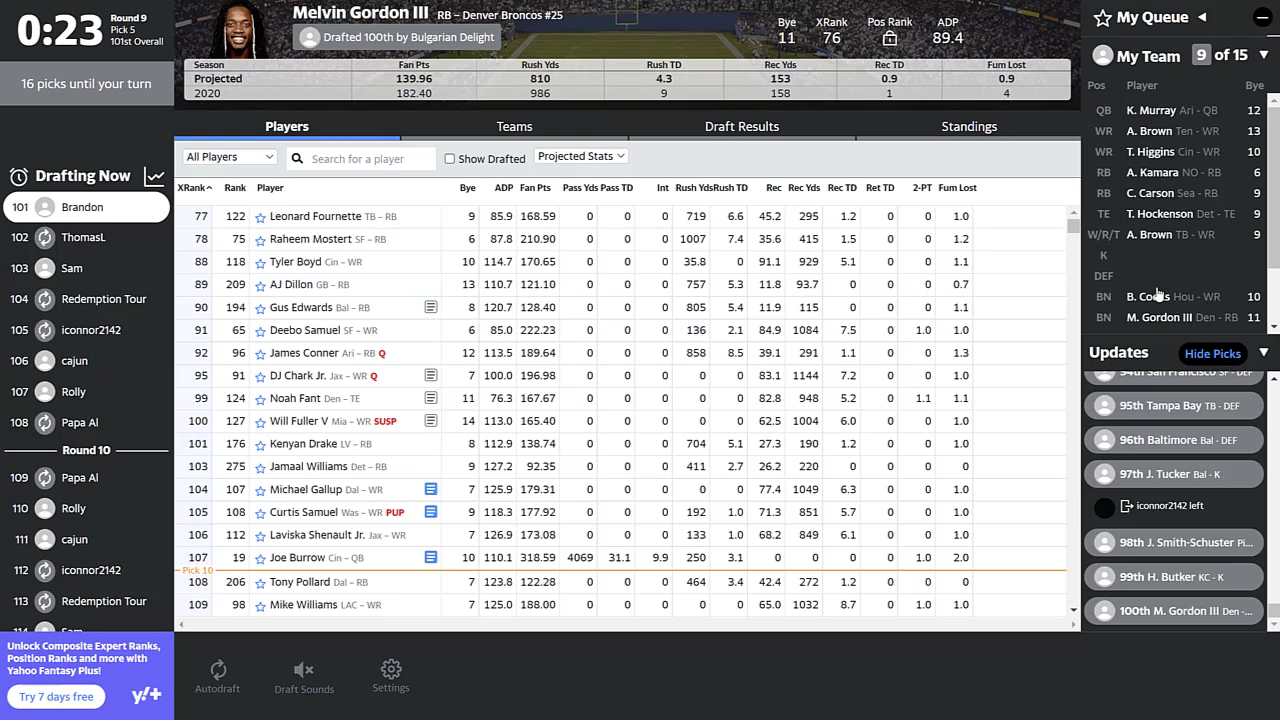 0:23
Round 9
Pick 5
101st Overall
16 picks until your turn
Melvin Gordon III RB – Denver Broncos #25
Drafted 100th by Bulgarian Delight
Bye XRank Pos Rank ADP
11 76 89.4
Season Fan Pts Rush Yds Rush TD Rec Yds Rec TD Fum Lost
Projected 139.96 810 4.3 153 0.9 0.9
2020 182.40 986 9 158 1 4
Drafting Now
101 Brandon
102 ThomasL
103 Sam
104 Redemption Tour
105 iconnor2142
106 cajun
107 Rolly
108 Papa Al
Round 10
109 Papa Al
110 Rolly
111 cajun
112 iconnor2142
113 Redemption Tour
114 Sam
Unlock Composite Expert Ranks,
Position Ranks and more with
Yahoo Fantasy Plus!
Try 7 days free y!+
Players Teams Draft Results Standings
All Players Search for a player Show Drafted Projected Stats
XRank Rank Player Bye ADP Fan Pts Pass Yds Pass TD Int Rush Yds Rush TD Rec Rec Yds Rec TD Ret TD 2-PT Fum Lost
77 122 Leonard Fournette TB – RB 9 85.9 168.59 0 0 0 719 6.6 45.2 295 1.2 0 0 1.0
78 75 Raheem Mostert SF – RB 6 87.8 210.90 0 0 0 1007 7.4 35.6 415 1.5 0 0 1.2
88 118 Tyler Boyd Cin – WR 10 114.7 170.65 0 0 0 35.8 0 91.1 929 5.1 0 0 1.1
89 209 AJ Dillon GB – RB 13 110.7 121.10 0 0 0 757 5.3 11.8 93.7 0 0 0 0.7
90 194 Gus Edwards Bal – RB 8 120.7 128.40 0 0 0 805 5.4 11.9 115 0 0 0 1.1
91 65 Deebo Samuel SF – WR 6 85.0 222.23 0 0 0 136 2.1 84.9 1084 7.5 0 1.0 1.0
92 96 James Conner Ari – RB Q 12 113.5 189.64 0 0 0 858 8.5 39.1 291 1.1 0 0 1.3
95 91 DJ Chark Jr. Jax – WR Q 7 100.0 196.98 0 0 0 0 0 83.1 1144 7.2 0 0 1.0
99 124 Noah Fant Den – TE 11 76.3 167.67 0 0 0 0 0 82.8 948 5.2 0 1.1 1.1
100 127 Will Fuller V Mia – WR SUSP 14 113.0 165.40 0 0 0 0 0 62.5 1004 6.0 0 0 1.0
101 176 Kenyan Drake LV – RB 8 112.9 138.74 0 0 0 704 5.1 27.3 190 1.2 0 0 1.0
103 275 Jamaal Williams Det – RB 9 127.2 92.35 0 0 0 411 2.7 26.2 220 0 0 0 1.0
104 107 Michael Gallup Dal – WR 7 125.9 179.31 0 0 0 0 0 77.4 1049 6.3 0 0 1.0
105 108 Curtis Samuel Was – WR PUP 9 118.3 177.92 0 0 0 192 1.0 71.3 851 5.7 0 0 1.0
106 112 Laviska Shenault Jr. Jax – WR 7 126.9 173.08 0 0 0 133 1.0 68.2 849 6.1 0 0 1.0
107 19 Joe Burrow Cin – QB 10 110.1 318.59 4069 31.1 9.9 250 3.1 0 0 0 0 1.0 2.0
Pick 10
108 206 Tony Pollard Dal – RB 7 123.8 122.28 0 0 0 464 3.4 42.4 272 1.2 0 0 1.0
109 98 Mike Williams LAC – WR 7 125.0 188.00 0 0 0 0 0 65.0 1032 8.7 0 1.0 1.0
Autodraft Draft Sounds Settings
My Queue
My Team 9 of 15
Pos Player Bye
QB K. Murray Ari - QB 12
WR A. Brown Ten - WR 13
WR T. Higgins Cin - WR 10
RB A. Kamara NO - RB 6
RB C. Carson Sea - RB 9
TE T. Hockenson Det - TE 9
W/R/T A. Brown TB - WR 9
K
DEF
BN B. Hou - WR 10
BN M. Gordon III Den - RB 11
Updates Hide Picks
94th San Francisco SF - DEF
95th Tampa Bay TB - DEF
96th Baltimore Bal - DEF
97th J. Tucker Bal - K
iconnor2142 left
98th J. Smith-Schuster Pi...
99th H. Butker KC - K
100th M. Gordon III Den -...